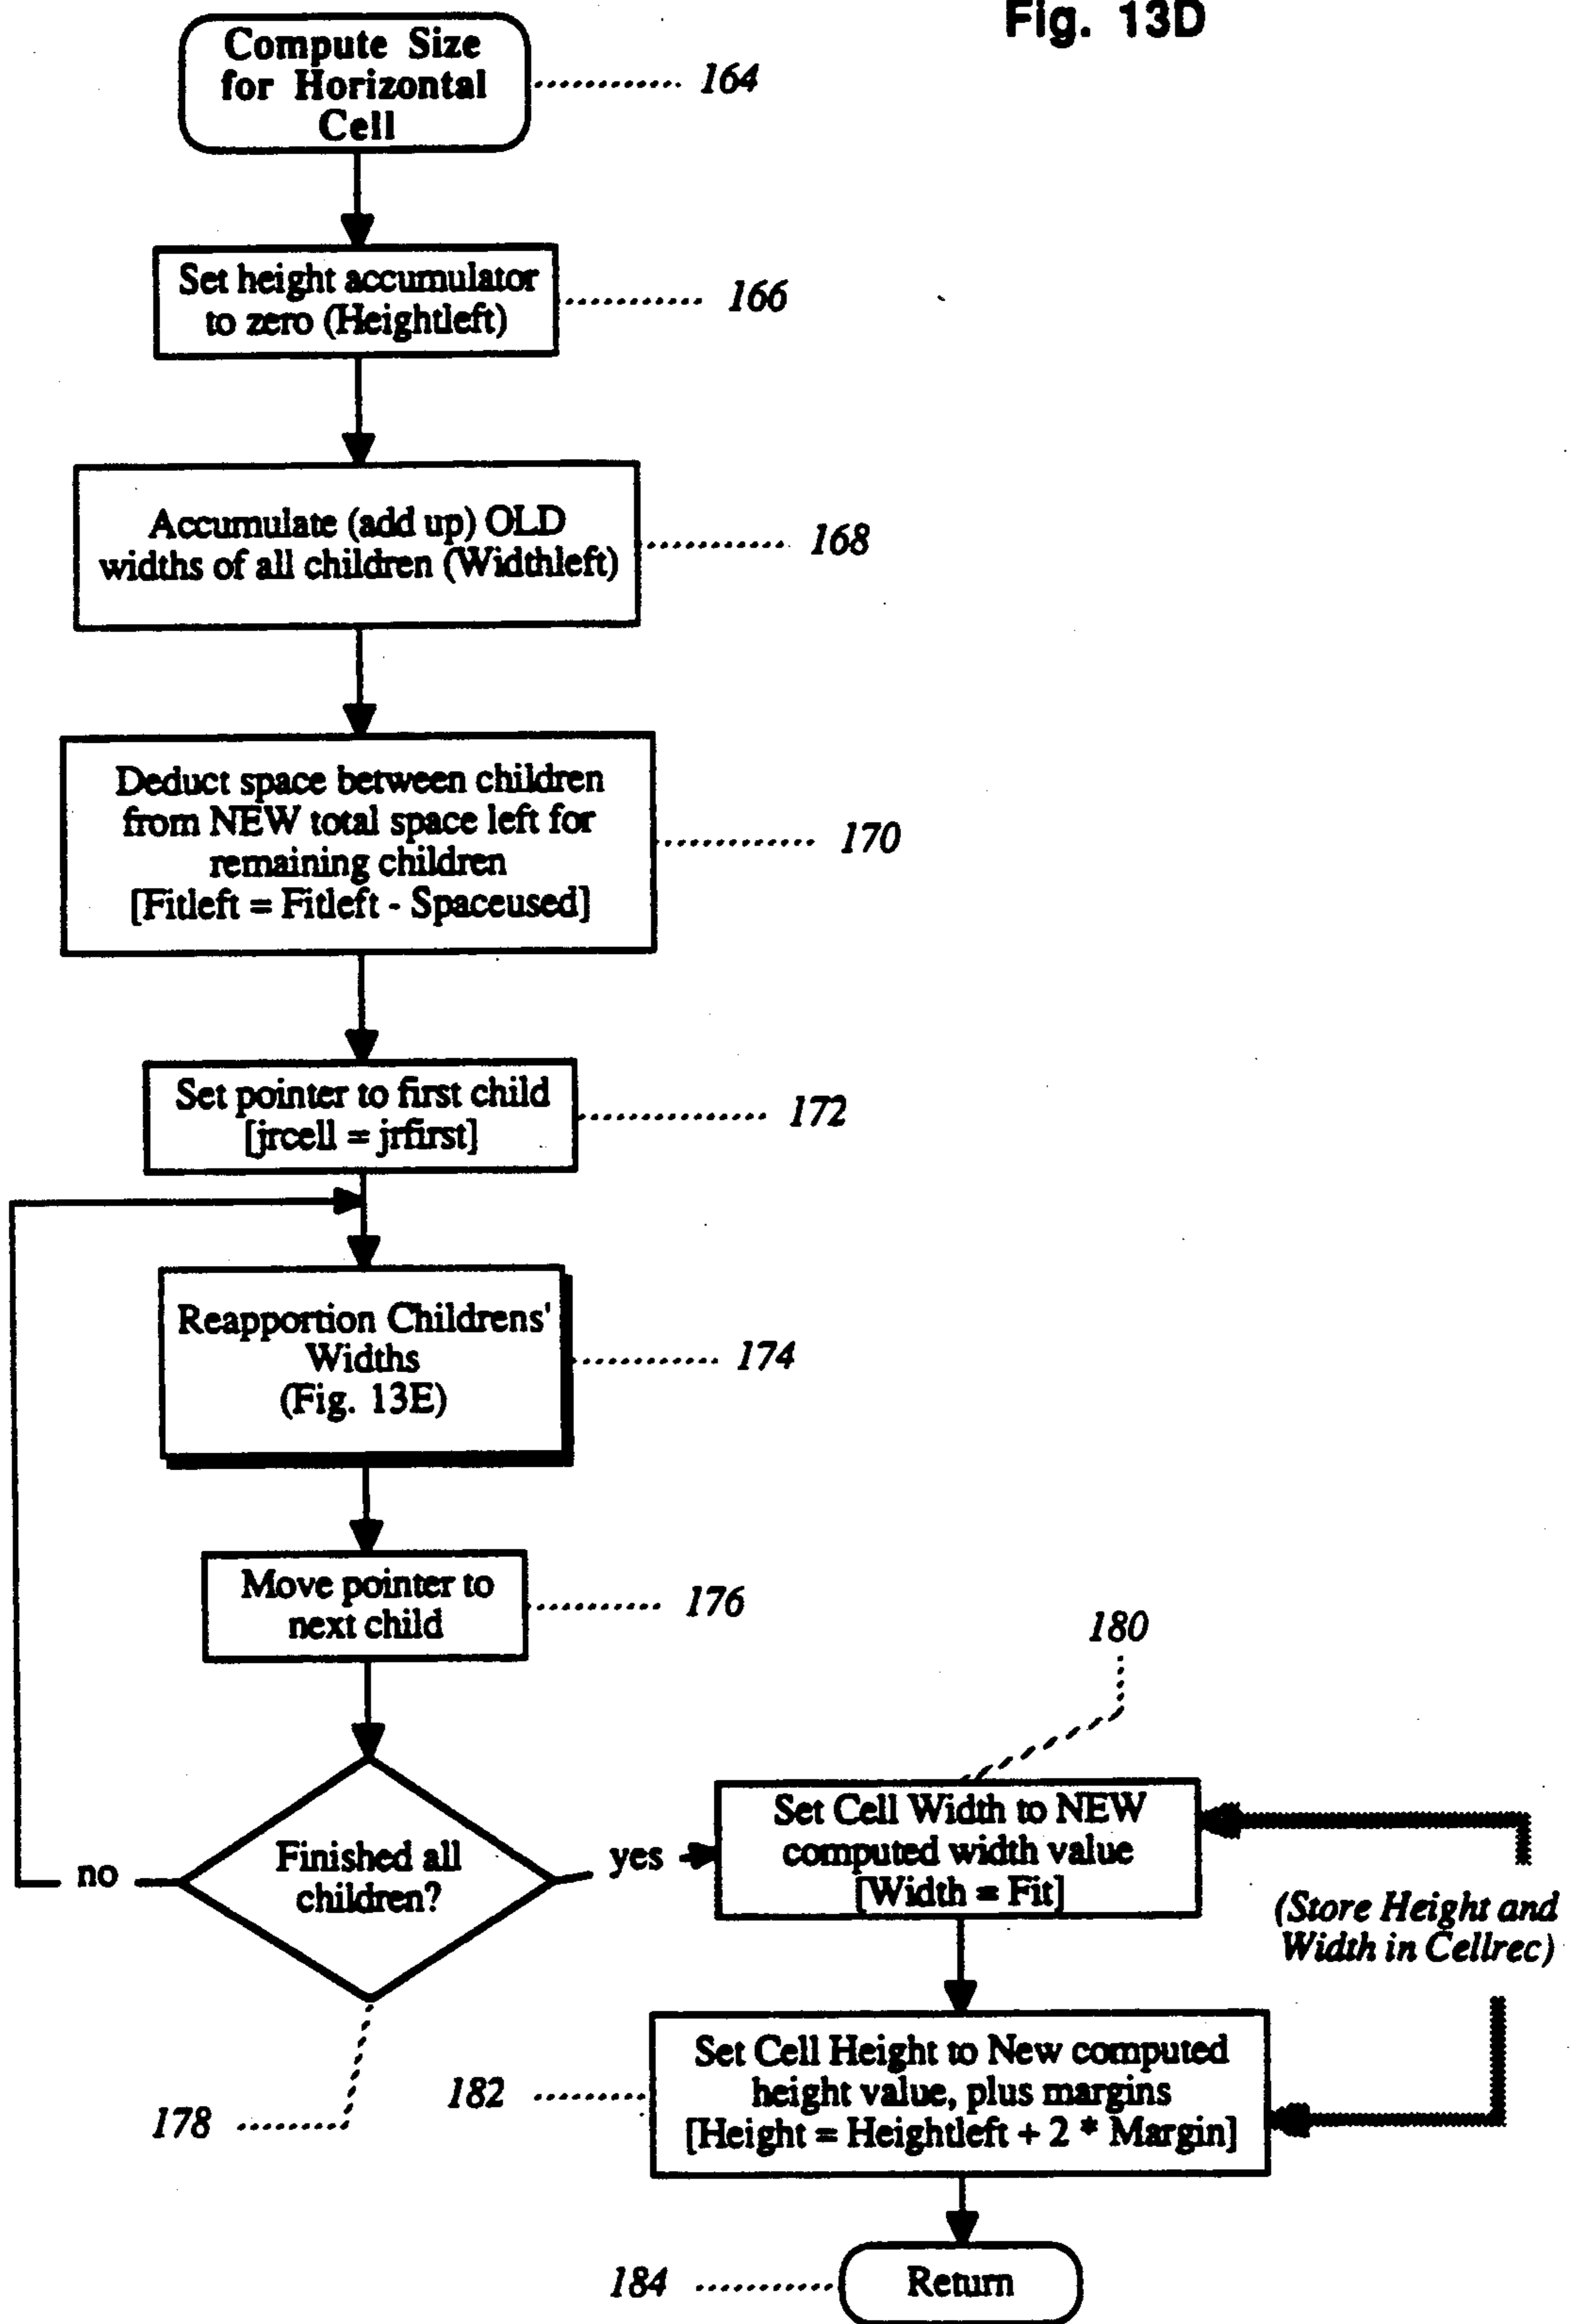 Fig. 13D
Compute Size
for Horizontal
Cell
164
Set height accumulator
to zero (Heightleft)
166
Accumulate (add up) OLD
widths of all children (Widthleft)
168
Deduct space between children
from NEW total space left for
remaining children
[Fitleft = Fitleft - Spaceused]
170
Set pointer to first child
[jrcell = jrfirst]
172
Reapportion Childrens'
Widths
(Fig. 13E)
174
Move pointer to
next child
176
Finished all
children?
no
yes
178
180
Set Cell Width to NEW
computed width value
[Width = Fit]
(Store Height and
Width in Cellrec)
Set Cell Height to New computed
height value, plus margins
[Height = Heightleft + 2 * Margin]
182
Return
184